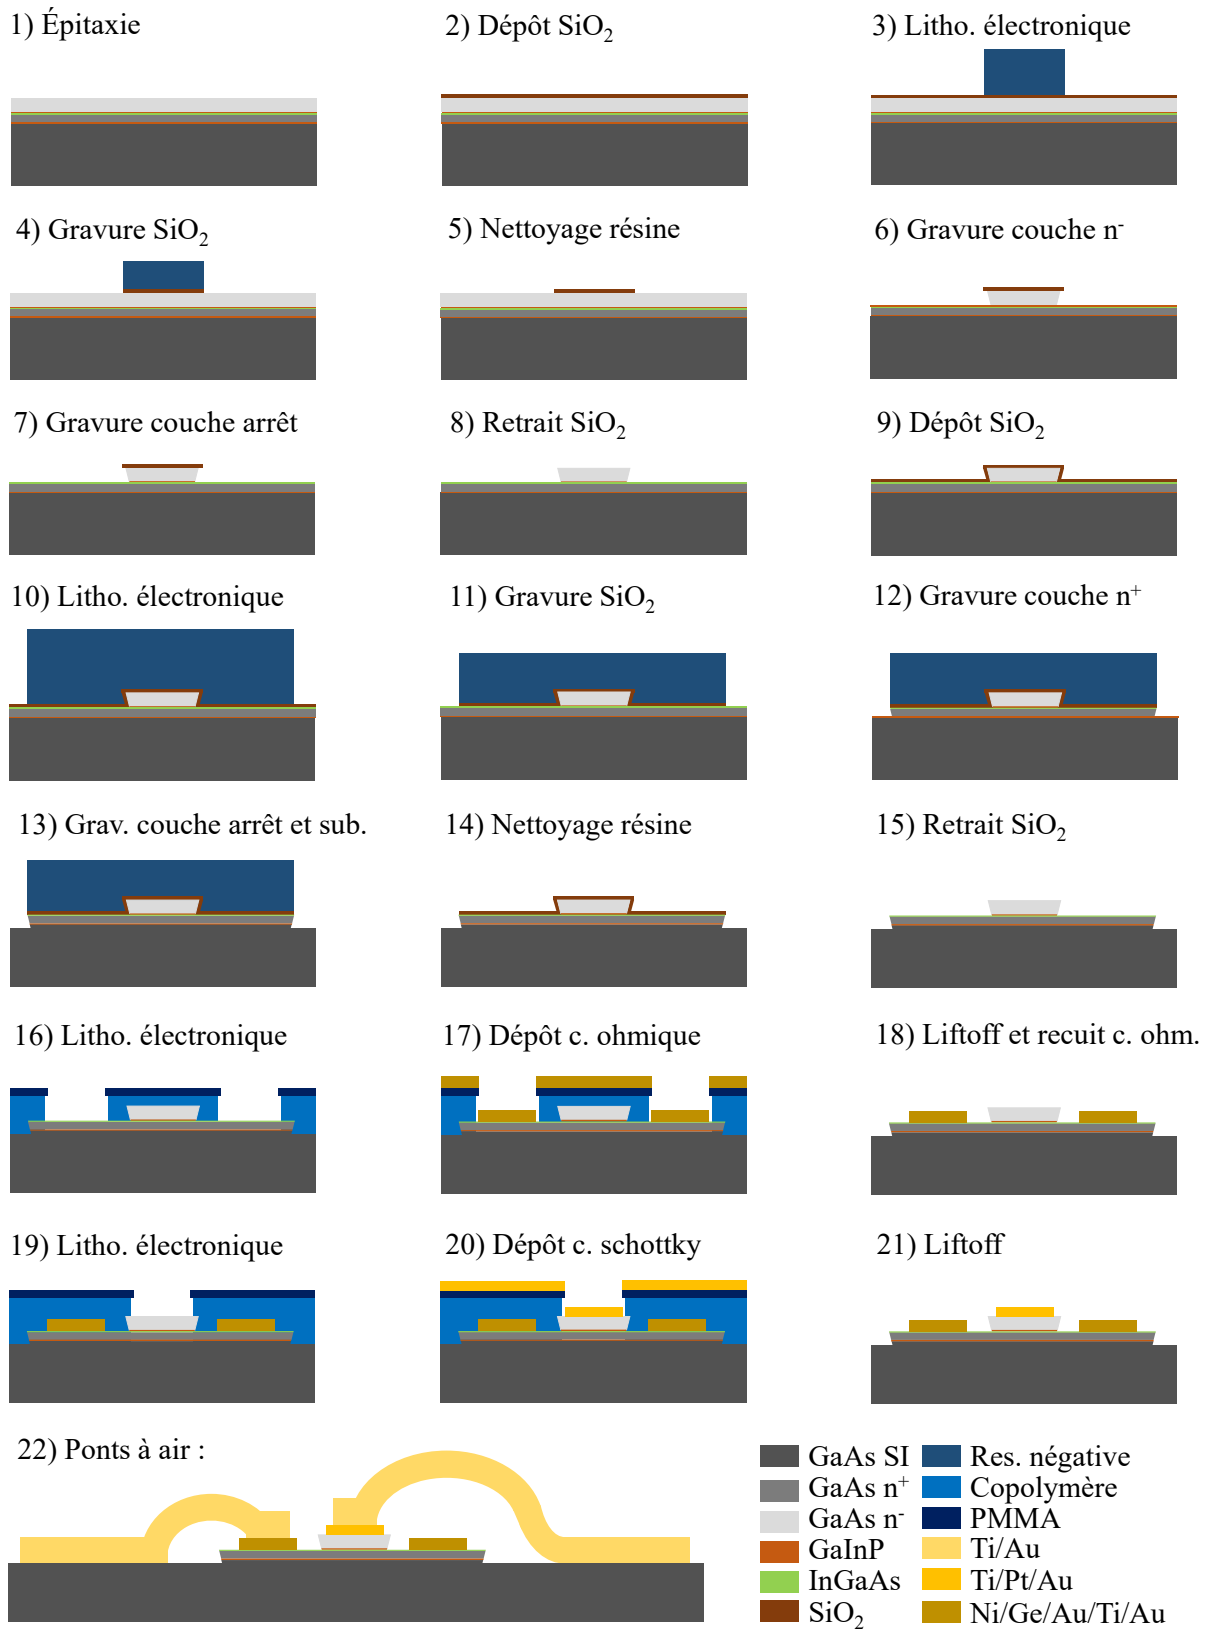 1) Épitaxie
2) Dépôt SiO₂
3) Litho. électronique
4) Gravure SiO₂
5) Nettoyage résine
6) Gravure couche n⁻
7) Gravure couche arrêt
8) Retrait SiO₂
9) Dépôt SiO₂
10) Litho. électronique
11) Gravure SiO₂
12) Gravure couche n⁺
13) Grav. couche arrêt et sub.
14) Nettoyage résine
15) Retrait SiO₂
16) Litho. électronique
17) Dépôt c. ohmique
18) Liftoff et recuit c. ohm.
19) Litho. électronique
20) Dépôt c. schottky
21) Liftoff
22) Ponts à air :
GaAs SI
GaAs n⁺
GaAs n⁻
GaInP
InGaAs
SiO₂
Res. négative
Copolymère
PMMA
Ti/Au
Ti/Pt/Au
Ni/Ge/Au/Ti/Au